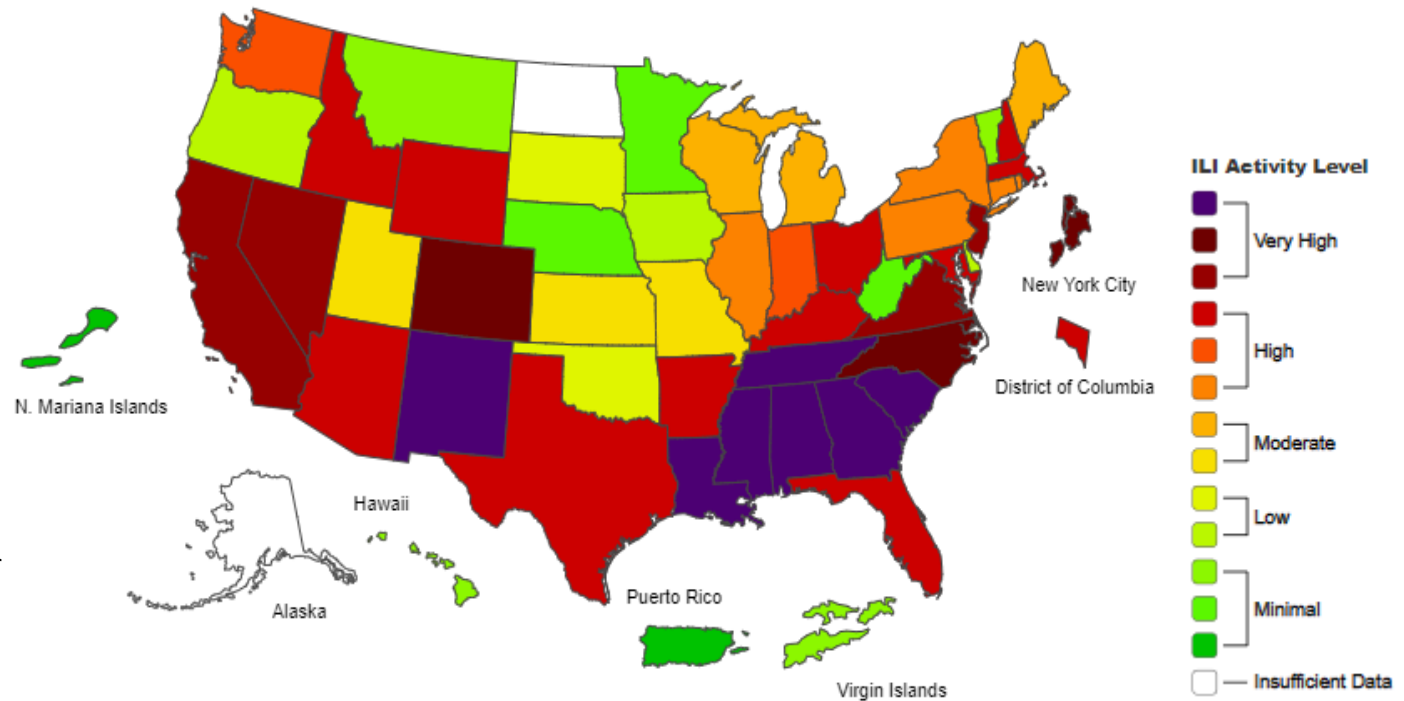 ILI Activity Level
Very High
New York City
High
District of Columbia
N. Mariana Islands
Moderate
Hawaii
Low
Puerto Rico
Alaska
Minimal
Virgin Islands
Insufficient Data